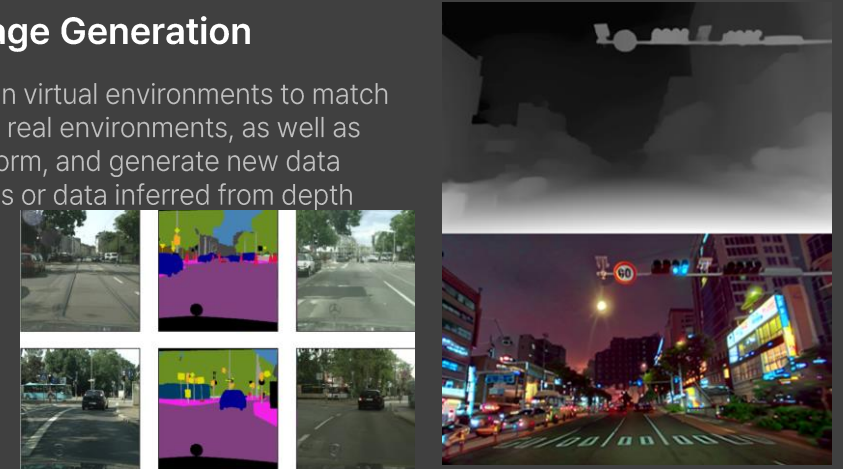 age Generation
n virtual environments to match
real environments, as well as
orm, and generate new data
s or data inferred from depth
60